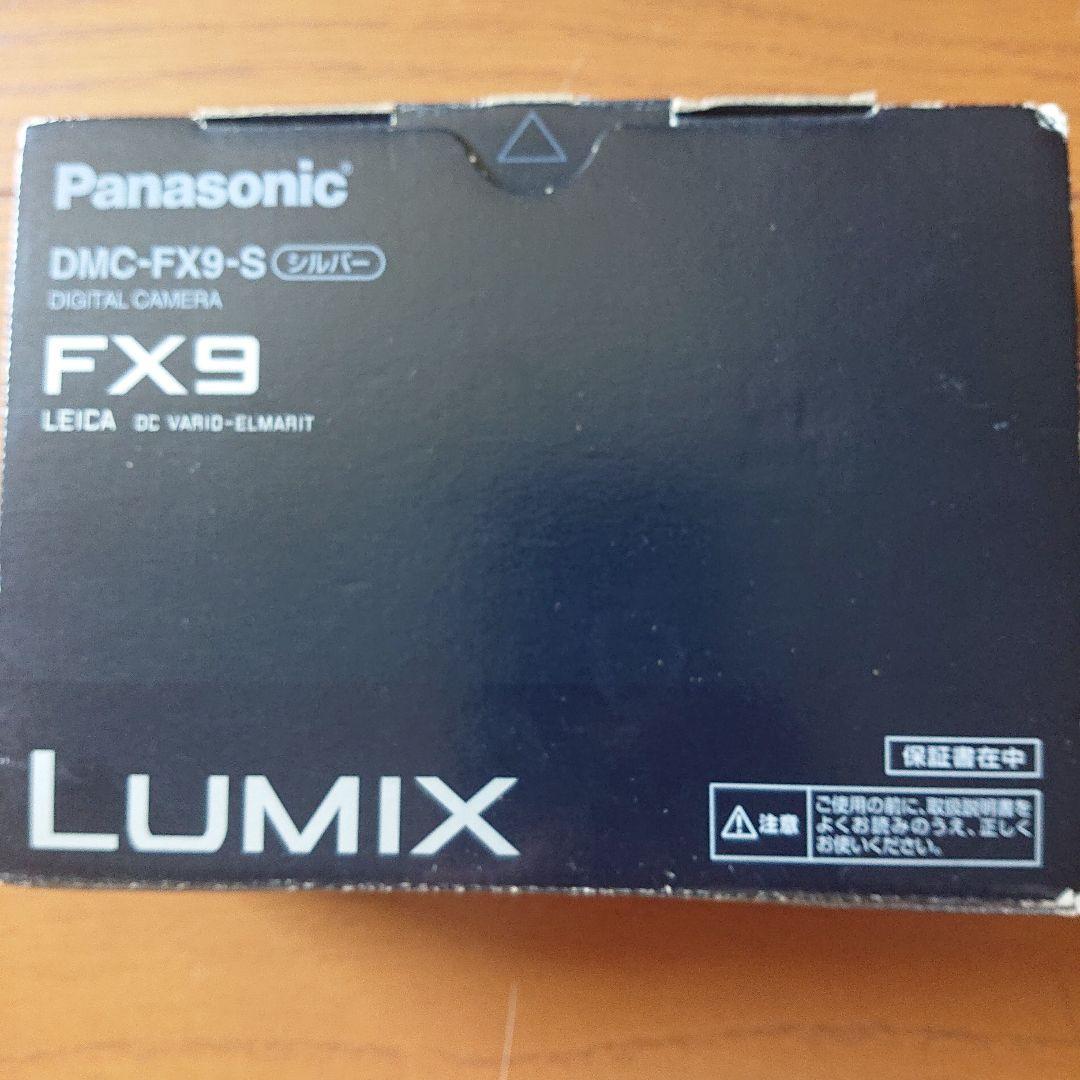 Panasonic®
DMC-FX9-S シルバー
DIGITAL CAMERA
FX9
LEICA DC VARIO-ELMARIT
LUMIX
保証書在中
注意
ご使用の前に、取扱説明書を
よくお読みのうえ、正しく
お使いください。